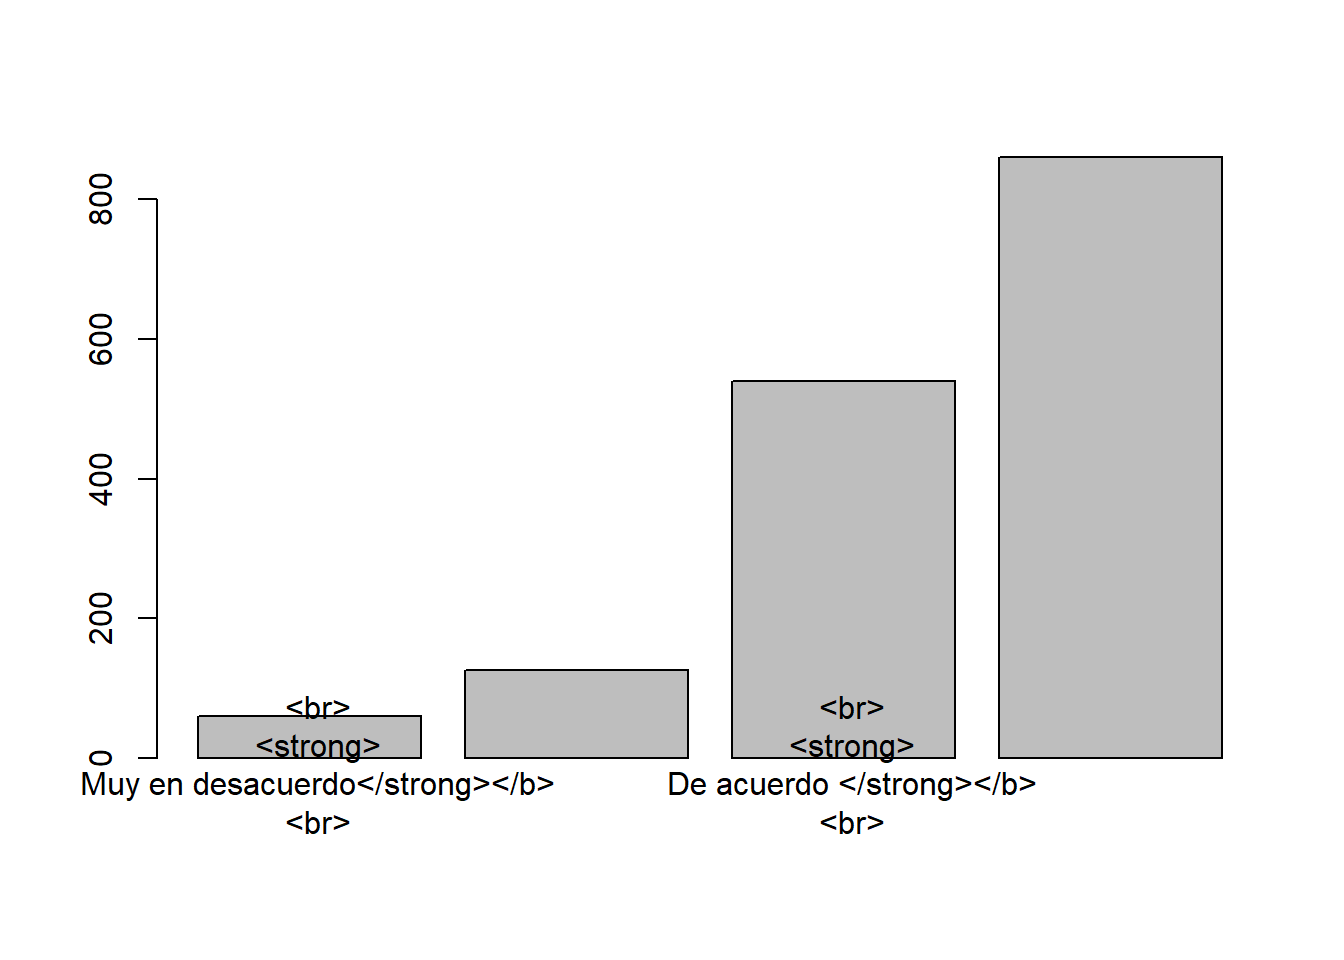 800
600
400
200
0
<br>
<strong>
Muy en desacuerdo</strong></b>
<br>
<br>
<strong>
De acuerdo </strong></b>
<br>